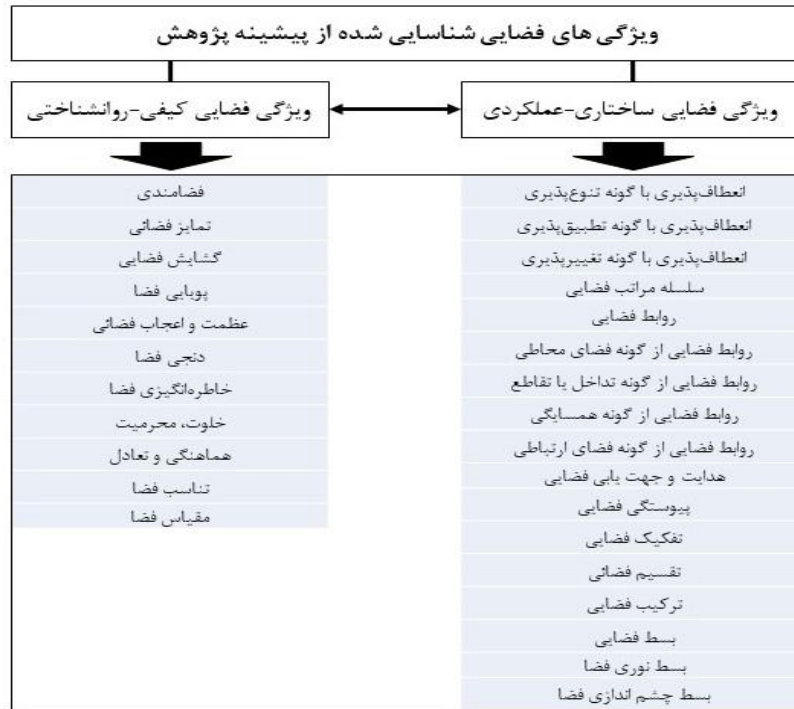 ویژگی های فضایی شناسایی شده از پیشینه پژوهش
ویژگی فضایی ساختاری-عملکردی
ویژگی فضایی کیفی-روانشناختی
انعطاف‌پذیری با گونه تنوع‌پذیری
انعطاف‌پذیری با گونه تطبیق‌پذیری
انعطاف‌پذیری با گونه تغییرپذیری
سلسله مراتب فضایی
روابط فضایی
روابط فضایی از گونه فضای محاطی
روابط فضایی از گونه تداخل یا تقاطع
روابط فضایی از گونه همسایگی
روابط فضایی از گونه فضای ارتباطی
هدایت و جهت یابی فضایی
پیوستگی فضایی
تفکیک فضایی
تقسیم فضائی
ترکیب فضایی
بسط فضایی
بسط نوری فضا
بسط چشم اندازی فضا
فضامندی
تمایز فضائی
گشایش فضایی
پویایی فضا
عظمت و اعجاب فضائی
دنجی فضا
خاطره‌انگیزی فضا
خلوت، محرمیت
هماهنگی و تعادل
تناسب فضا
مقیاس فضا